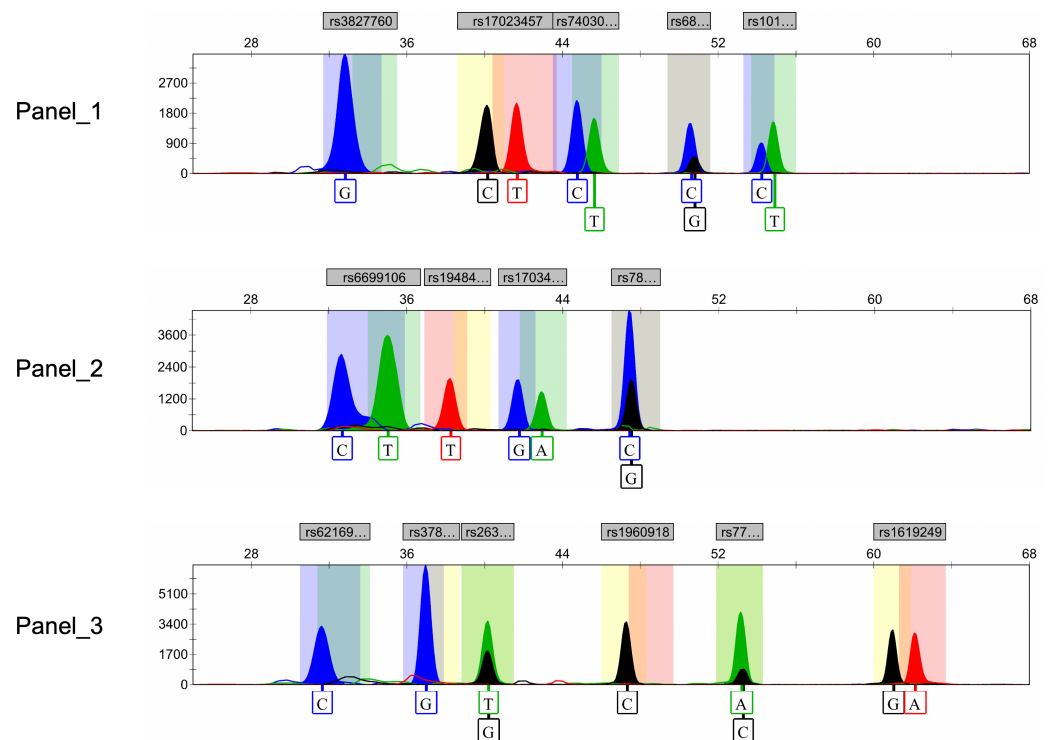 rs3827760 rs17023457 rs74030… rs68… rs101…
28 36 44 52 60 68
Panel_1
2700
1800
900
0
G C T C C C
T G T
rs6699106 rs19484… rs17034… rs78…
28 36 44 52 60 68
Panel_2
3600
2400
1200
0
C T T G A C
G
rs62169… rs378… rs263… rs1960918 rs77… rs1619249
28 36 44 52 60 68
Panel_3
5100
3400
1700
0
C G T C A G A
G C